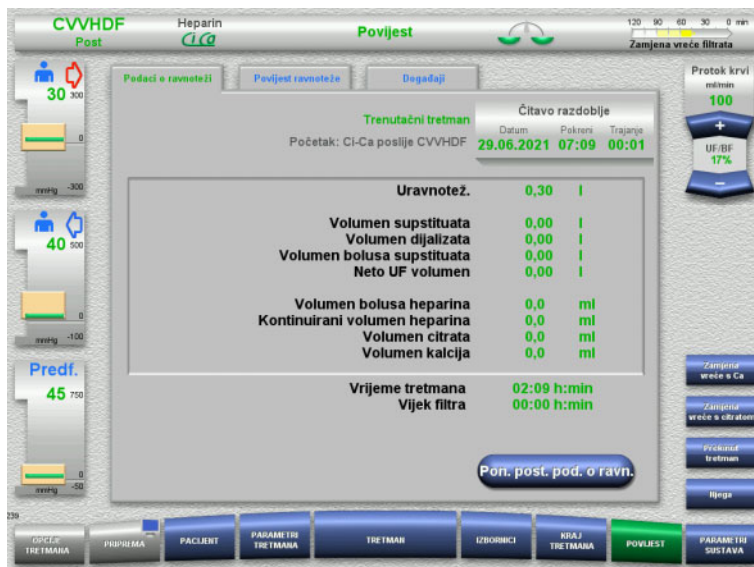 CVVHDF
Post
Heparin
Ci Ca
Povijest
120 90 60 30 0 min
Zamjena vreće filtrata
30 300
0
mmHg -300
40 500
0
mmHg -100
Predf.
45 750
0
mmHg -50
Podaci o ravnoteži
Povijest ravnoteže
Događaji
Trenutačni tretman
Početak: Ci-Ca poslije CVVHDF
Čitavo razdoblje
Datum Pokreni Trajanje
29.06.2021 07:09 00:01
Uravnotež. 0,30 l
Volumen supstituata 0,00 l
Volumen dijalizata 0,00 l
Volumen bolusa supstituata 0,00 l
Neto UF volumen 0,00 l
Volumen bolusa heparina 0,0 ml
Kontinuirani volumen heparina 0,0 ml
Volumen citrata 0,0 ml
Volumen kalcija 0,0 ml
Vrijeme tretmana 02:09 h:min
Vijek filtra 00:00 h:min
Pon. post. pod. o ravn.
Protok krvi
ml/min
100
+
UF/BF
17%
−
Zamjena
vreće s Ca
Zamjena
vreće s citratom
Prekinuti
tretman
Njega
239
OPCIJE
TRETMANA
PRIPREMA
PACIJENT
PARAMETRI
TRETMANA
TRETMAN
IZBORNICI
KRAJ
TRETMANA
POVIJEST
PARAMETRI
SUSTAVA